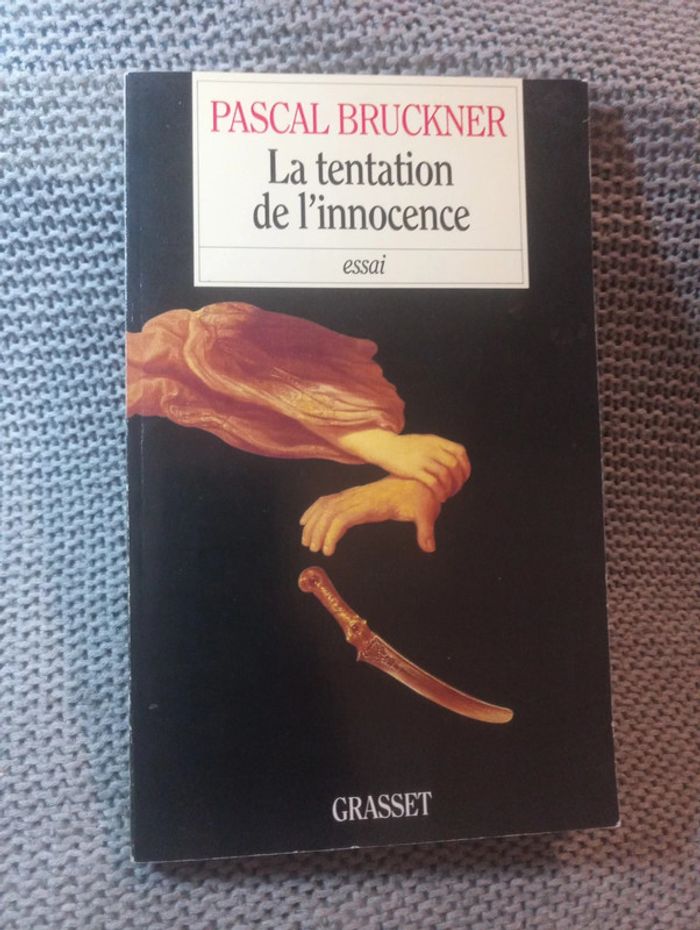 PASCAL BRUCKNER
La tentation
de l'innocence
essai
GRASSET